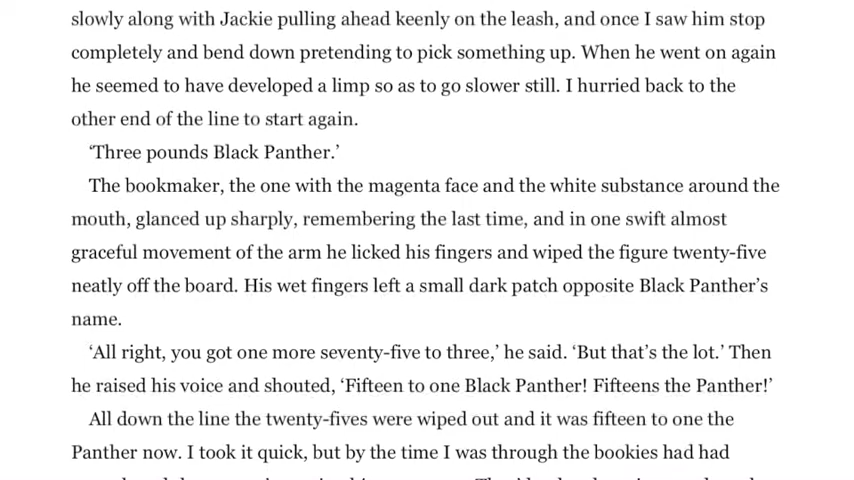 slowly along with Jackie pulling ahead keenly on the leash, and once I saw him stop
completely and bend down pretending to pick something up. When he went on again
he seemed to have developed a limp so as to go slower still. I hurried back to the
other end of the line to start again.
‘Three pounds Black Panther.’
The bookmaker, the one with the magenta face and the white substance around the
mouth, glanced up sharply, remembering the last time, and in one swift almost
graceful movement of the arm he licked his fingers and wiped the figure twenty-five
neatly off the board. His wet fingers left a small dark patch opposite Black Panther’s
name.
‘All right, you got one more seventy-five to three,’ he said. ‘But that’s the lot.’ Then
he raised his voice and shouted, ‘Fifteen to one Black Panther! Fifteens the Panther!’
All down the line the twenty-fives were wiped out and it was fifteen to one the
Panther now. I took it quick, but by the time I was through the bookies had had